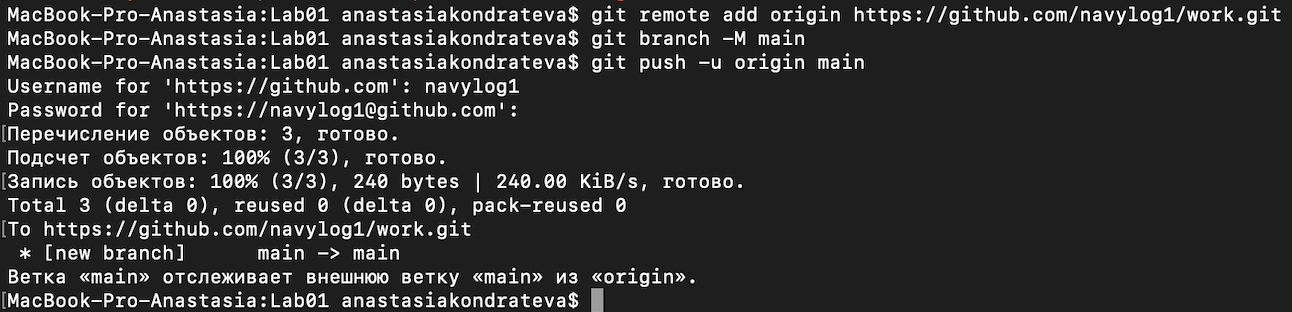 MacBook-Pro-Anastasia:Lab01 anastasiakondrateva$ git remote add origin https://github.com/navylog1/work.git
MacBook-Pro-Anastasia:Lab01 anastasiakondrateva$ git branch -M main
MacBook-Pro-Anastasia:Lab01 anastasiakondrateva$ git push -u origin main
Username for 'https://github.com': navylog1
Password for 'https://navylog1@github.com':
[Перечисление объектов: 3, готово.
Подсчет объектов: 100% (3/3), готово.
[Запись объектов: 100% (3/3), 240 bytes | 240.00 KiB/s, готово.
Total 3 (delta 0), reused 0 (delta 0), pack-reused 0
[To https://github.com/navylog1/work.git
* [new branch]      main -> main
Ветка «main» отслеживает внешнюю ветку «main» из «origin».
[MacBook-Pro-Anastasia:Lab01 anastasiakondrateva$